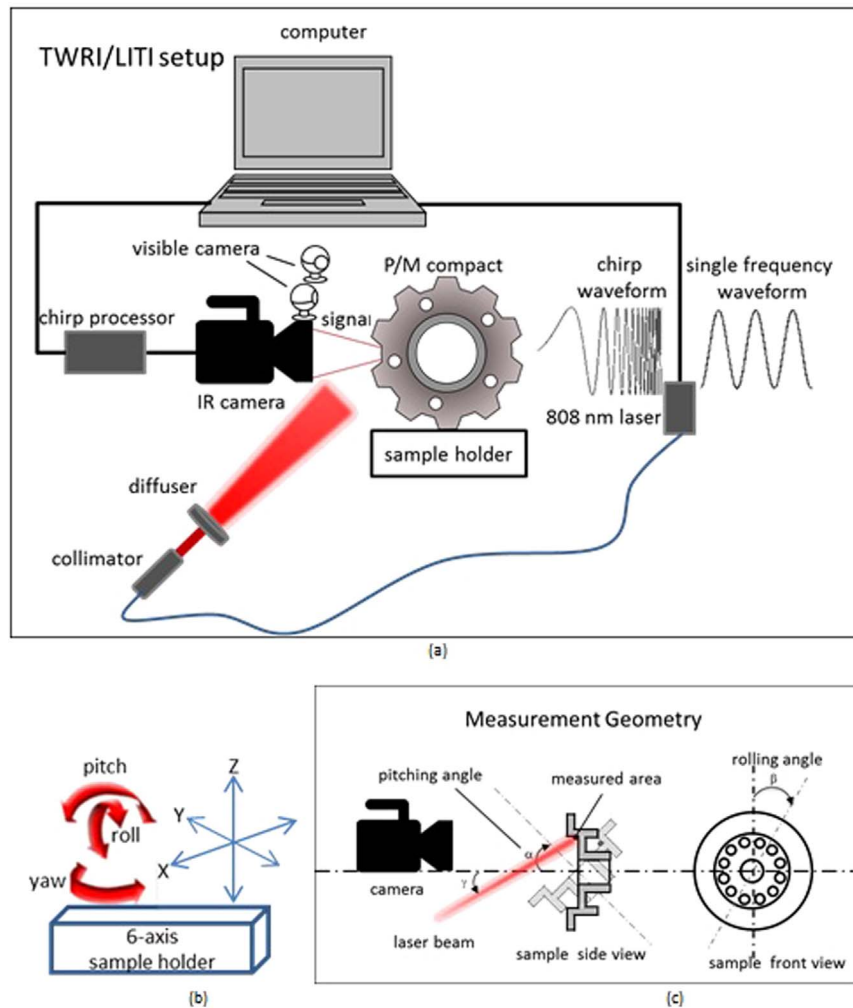 computer
TWRI/LITI setup
visible camera
P/M compact
chirp
waveform
single frequency
waveform
chirp processor
signal
IR camera
808 nm laser
sample holder
diffuser
collimator
(a)
pitch
roll
yaw
Z
Y
X
6-axis
sample holder
(b)
Measurement Geometry
pitching angle
measured area
rolling angle
β
α
γ
camera
laser beam
sample side view
sample front view
(c)